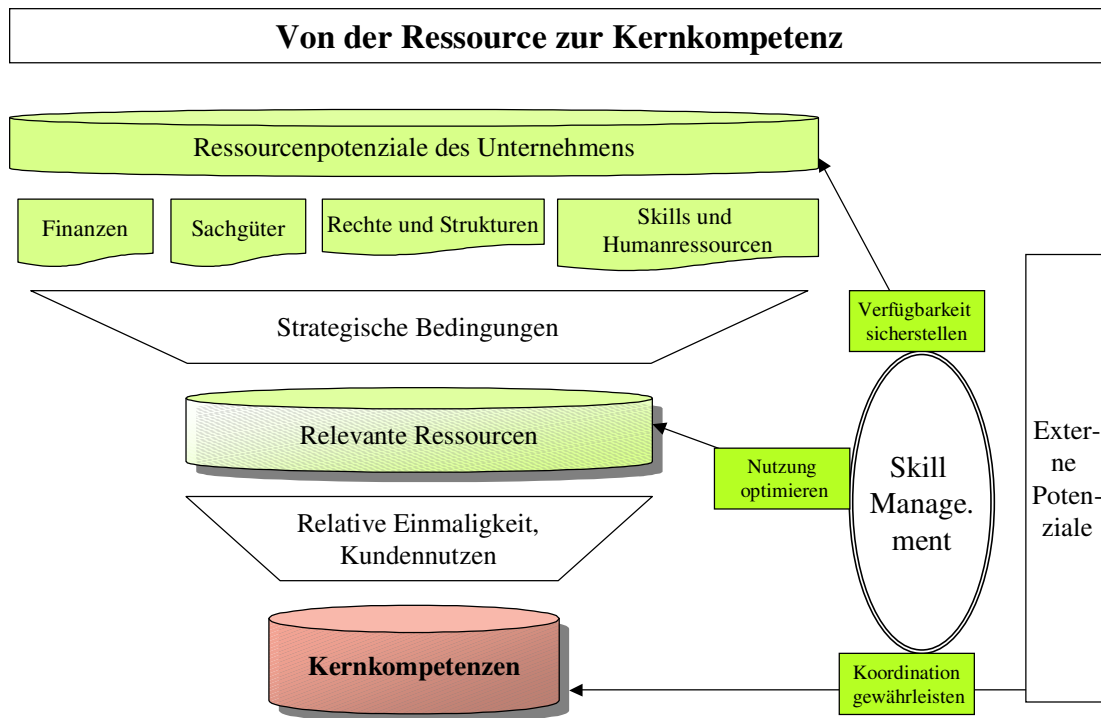 Von der Ressource zur Kernkompetenz
Ressourcenpotenziale des Unternehmens
Finanzen
Sachgüter
Rechte und Strukturen
Skills und
Humanressourcen
Strategische Bedingungen
Verfügbarkeit
sicherstellen
Relevante Ressourcen
Nutzung
optimieren
Skill
Manage.
ment
Exter-
ne
Poten-
ziale
Relative Einmaligkeit,
Kundennutzen
Kernkompetenzen
Koordination
gewährleisten